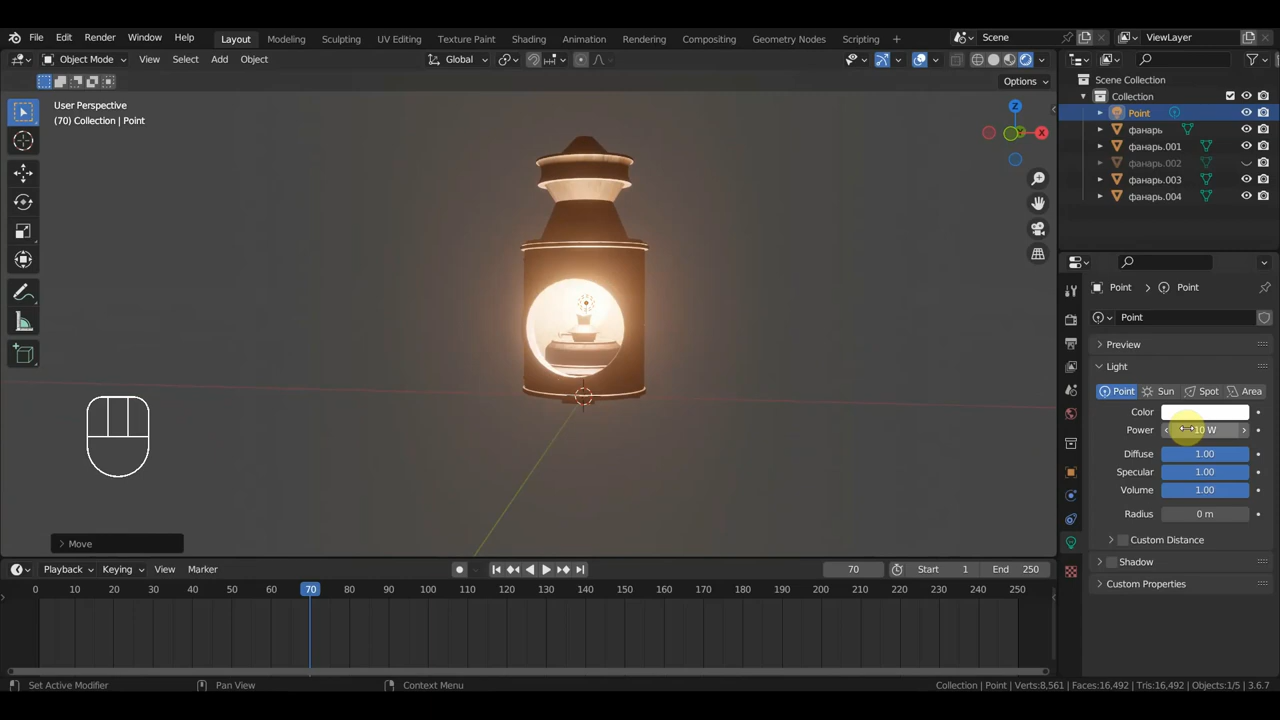 File Edit Render Window Help Layout Modeling Sculpting UV Editing Texture Paint Shading Animation Rendering Compositing Geometry Nodes Scripting + Scene ViewLayer
Object Mode View Select Add Object Global
Options
User Perspective
(70) Collection | Point
Z
X
Move
Scene Collection
Collection
Point
фанарь
фанарь.001
фанарь.002
фанарь.003
фанарь.004
Point > Point
Point
Preview
Light
Point Sun Spot Area
Color
Power 10 W
Diffuse 1.00
Specular 1.00
Volume 1.00
Radius 0 m
Custom Distance
Shadow
Custom Properties
Playback Keying View Marker 70 Start 1 End 250
0 10 20 30 40 50 60 70 80 90 100 110 120 130 140 150 160 170 180 190 200 210 220 230 240 250
Set Active Modifier Pan View Context Menu Collection | Point | Verts:8,561 | Faces:16,492 | Tris:16,492 | Objects:1/5 | 3.6.7